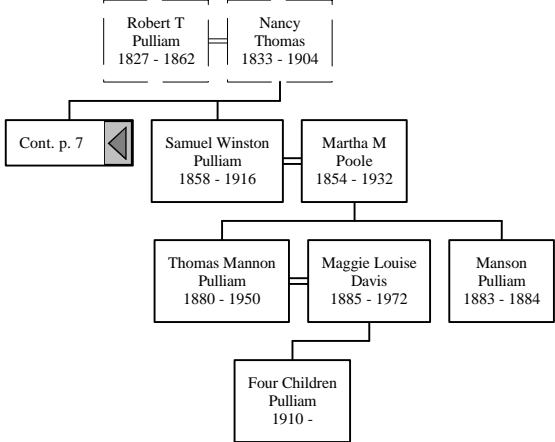 Robert T
Pulliam
1827 - 1862
Nancy
Thomas
1833 - 1904
Cont. p. 7
Samuel Winston
Pulliam
1858 - 1916
Martha M
Poole
1854 - 1932
Thomas Mannon
Pulliam
1880 - 1950
Maggie Louise
Davis
1885 - 1972
Manson
Pulliam
1883 - 1884
Four Children
Pulliam
1910 -